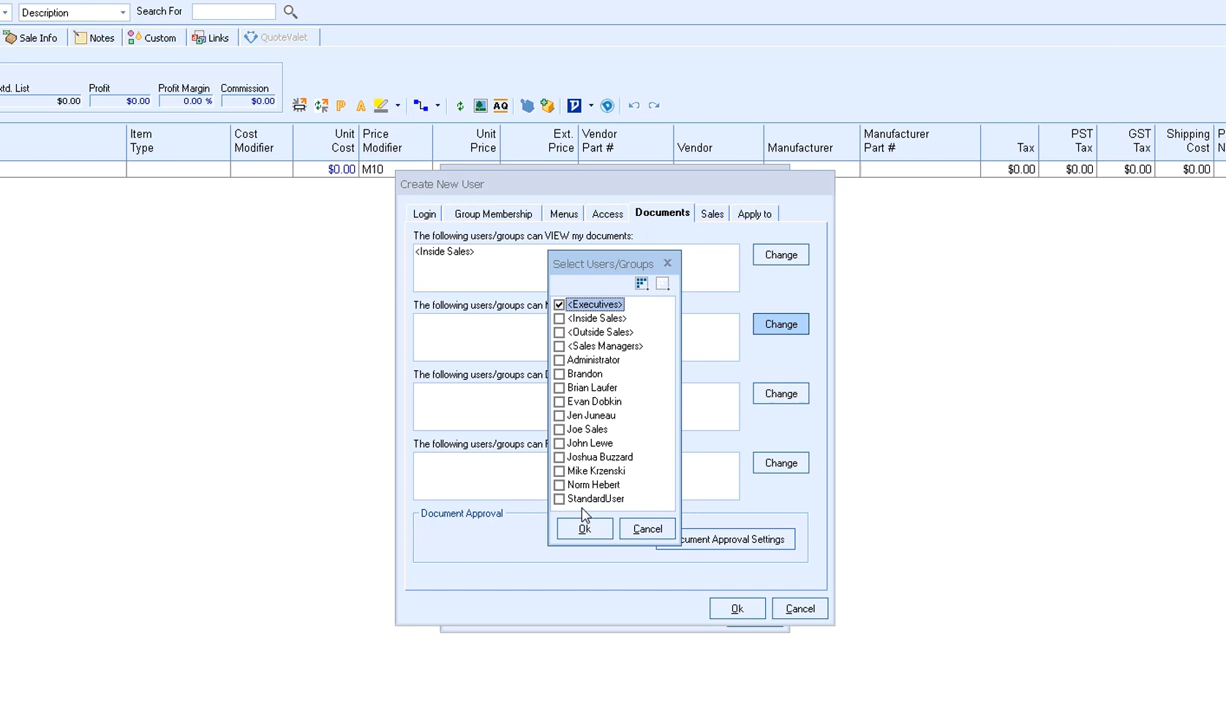 Description Search For
Sale Info Notes Custom Links QuoteValet
xtd. List Profit Profit Margin Commission
$0.00 $0.00 0.00 % $0.00
P A AQ
Item Type Cost Modifier Unit Cost Price Modifier Unit Price Ext. Price Vendor Part # Vendor Manufacturer Manufacturer Part # Tax PST Tax GST Tax Shipping Cost P N
$0.00 M10 $0.00 $0.00 $0.00 $0.00
Create New User
Login Group Membership Menus Access Documents Sales Apply to
The following users/groups can VIEW my documents:
<Inside Sales>
Change
Select Users/Groups
The following users/groups can
Change
The following users/groups can
Change
The following users/groups can
Change
<Executives>
<Inside Sales>
<Outside Sales>
<Sales Managers>
Administrator
Brandon
Brian Laufer
Evan Dobkin
Jen Juneau
Joe Sales
John Lewe
Joshua Buzzard
Mike Krzenski
Norm Hebert
StandardUser
Ok Cancel
Document Approval
ocument Approval Settings
Ok Cancel